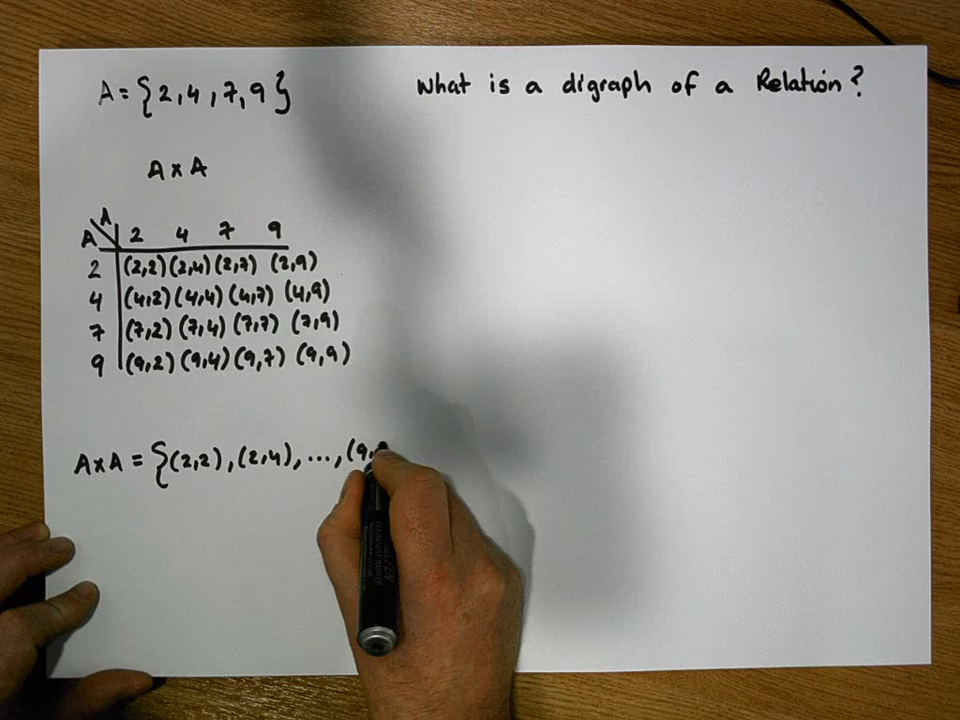 A = {2,4,7,9}
What is a digraph of a Relation?
A x A
A
A 2 4 7 9
2 (2,2) (2,4) (2,7) (2,9)
4 (4,2) (4,4) (4,7) (4,9)
7 (7,2) (7,4) (7,7) (7,9)
9 (9,2) (9,4) (9,7) (9,9)
AxA = {(2,2),(2,4),...,(9,